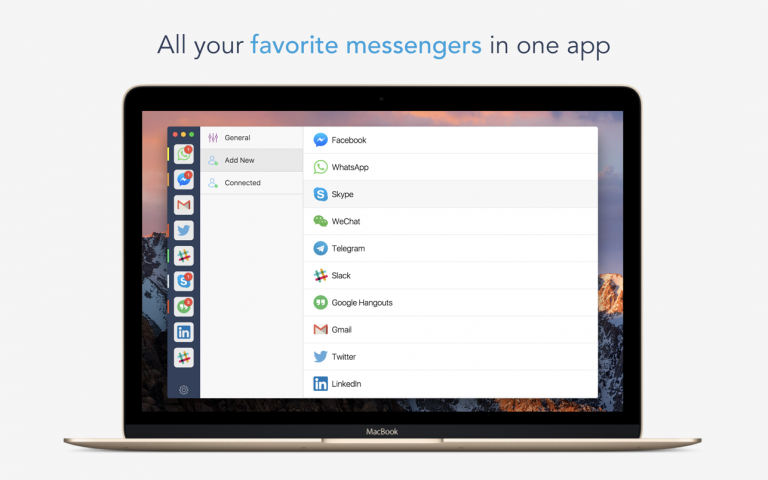 All your favorite messengers in one app
General
Add New
Connected
Facebook
WhatsApp
Skype
WeChat
Telegram
Slack
Google Hangouts
Gmail
Twitter
LinkedIn
MacBook